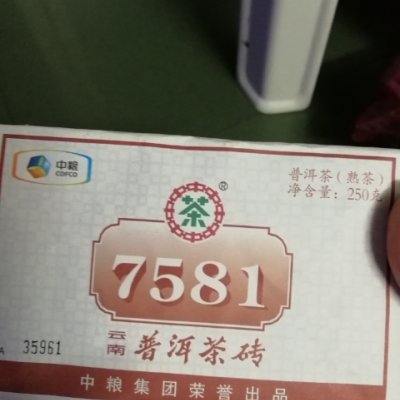 中粮
COFCO
普洱茶（熟茶）
净含量：250克
茶
®
7581
云南
普洱茶砖
A 35961
中粮集团荣誉出品